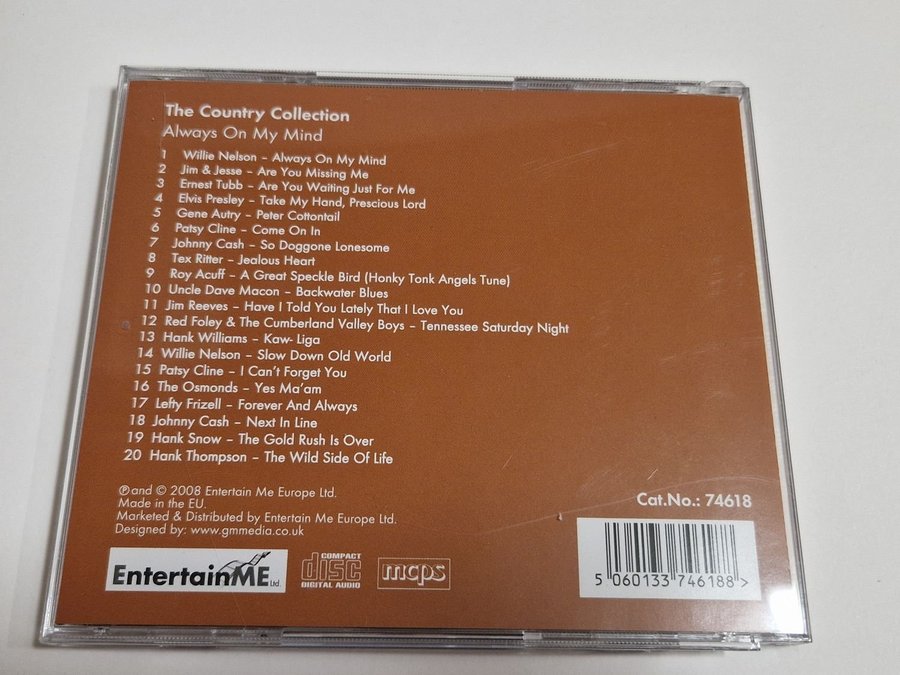 The Country Collection
Always On My Mind
1 Willie Nelson – Always On My Mind
2 Jim & Jesse – Are You Missing Me
3 Ernest Tubb – Are You Waiting Just For Me
4 Elvis Presley – Take My Hand, Prescious Lord
5 Gene Autry – Peter Cottontail
6 Patsy Cline – Come On In
7 Johnny Cash – So Doggone Lonesome
8 Tex Ritter – Jealous Heart
9 Roy Acuff – A Great Speckle Bird (Honky Tonk Angels Tune)
10 Uncle Dave Macon – Backwater Blues
11 Jim Reeves – Have I Told You Lately That I Love You
12 Red Foley & The Cumberland Valley Boys – Tennessee Saturday Night
13 Hank Williams – Kaw- Liga
14 Willie Nelson – Slow Down Old World
15 Patsy Cline – I Can't Forget You
16 The Osmonds – Yes Ma'am
17 Lefty Frizell – Forever And Always
18 Johnny Cash – Next In Line
19 Hank Snow – The Gold Rush Is Over
20 Hank Thompson – The Wild Side Of Life
℗ and © 2008 Entertain Me Europe Ltd.
Made in the EU.
Marketed & Distributed by Entertain Me Europe Ltd.
Designed by: www.gmmedia.co.uk
Cat.No.: 74618
EntertainME Ltd.
COMPACT
disc
DIGITAL AUDIO
mcps
5 060133 746188 >